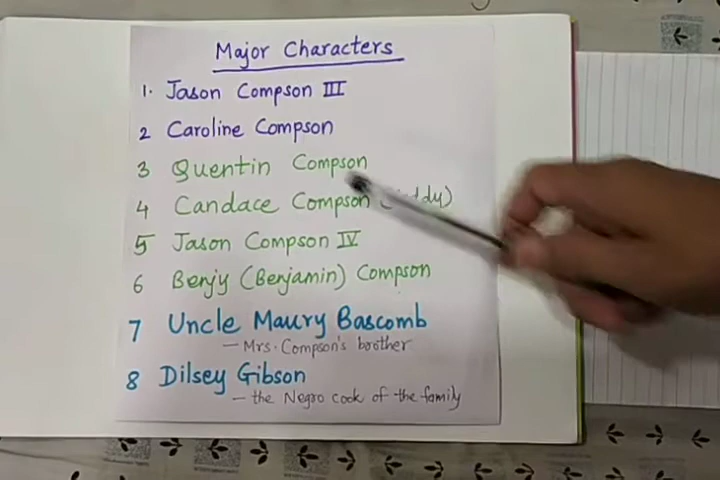 Major Characters
1. Jason Compson III
2 Caroline Compson
3 Quentin Compson
4 Candace Compson
5 Jason Compson IV
6 Benjy (Benjamin) Compson
7 Uncle Maury Bascomb
— Mrs. Compson's boother
8 Dilsey Gibson
— the Negro cook of the family